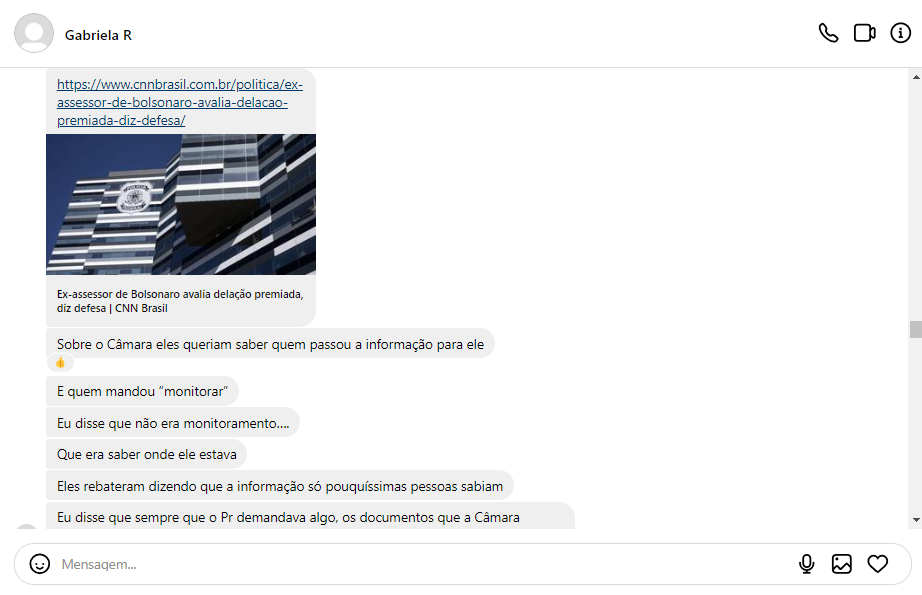 Gabriela R
https://www.cnnbrasil.com.br/politica/ex-
assessor-de-bolsonaro-avalia-delacao-
premiada-diz-defesa/
Ex-assessor de Bolsonaro avalia delação premiada,
diz defesa | CNN Brasil
Sobre o Câmara eles queriam saber quem passou a informação para ele
E quem mandou “monitorar”
Eu disse que não era monitoramento….
Que era saber onde ele estava
Eles rebateram dizendo que a informação só pouquíssimas pessoas sabiam
Eu disse que sempre que o Pr demandava algo, os documentos que a Câmara
Mensagem...